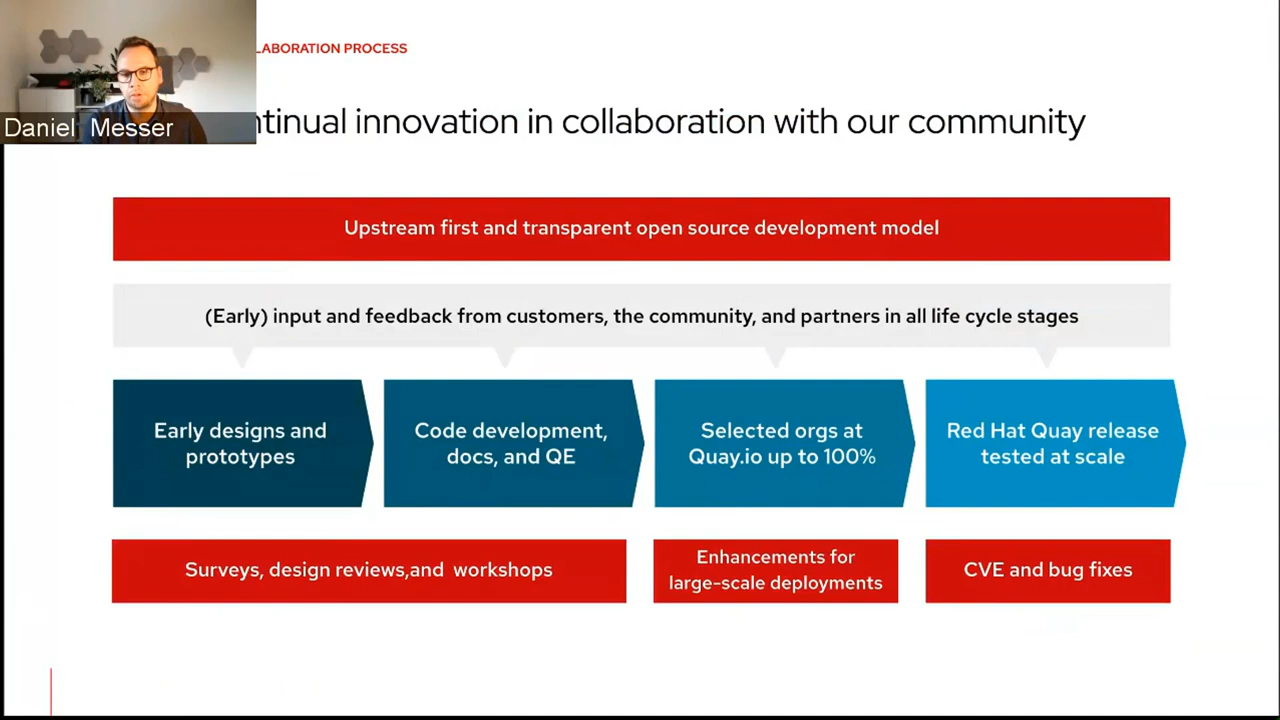 Daniel Messer
LABORATION PROCESS
ntinual innovation in collaboration with our community
Upstream first and transparent open source development model
(Early) input and feedback from customers, the community, and partners in all life cycle stages
Early designs and
prototypes
Code development,
docs, and QE
Selected orgs at
Quay.io up to 100%
Red Hat Quay release
tested at scale
Surveys, design reviews,and workshops
Enhancements for
large-scale deployments
CVE and bug fixes